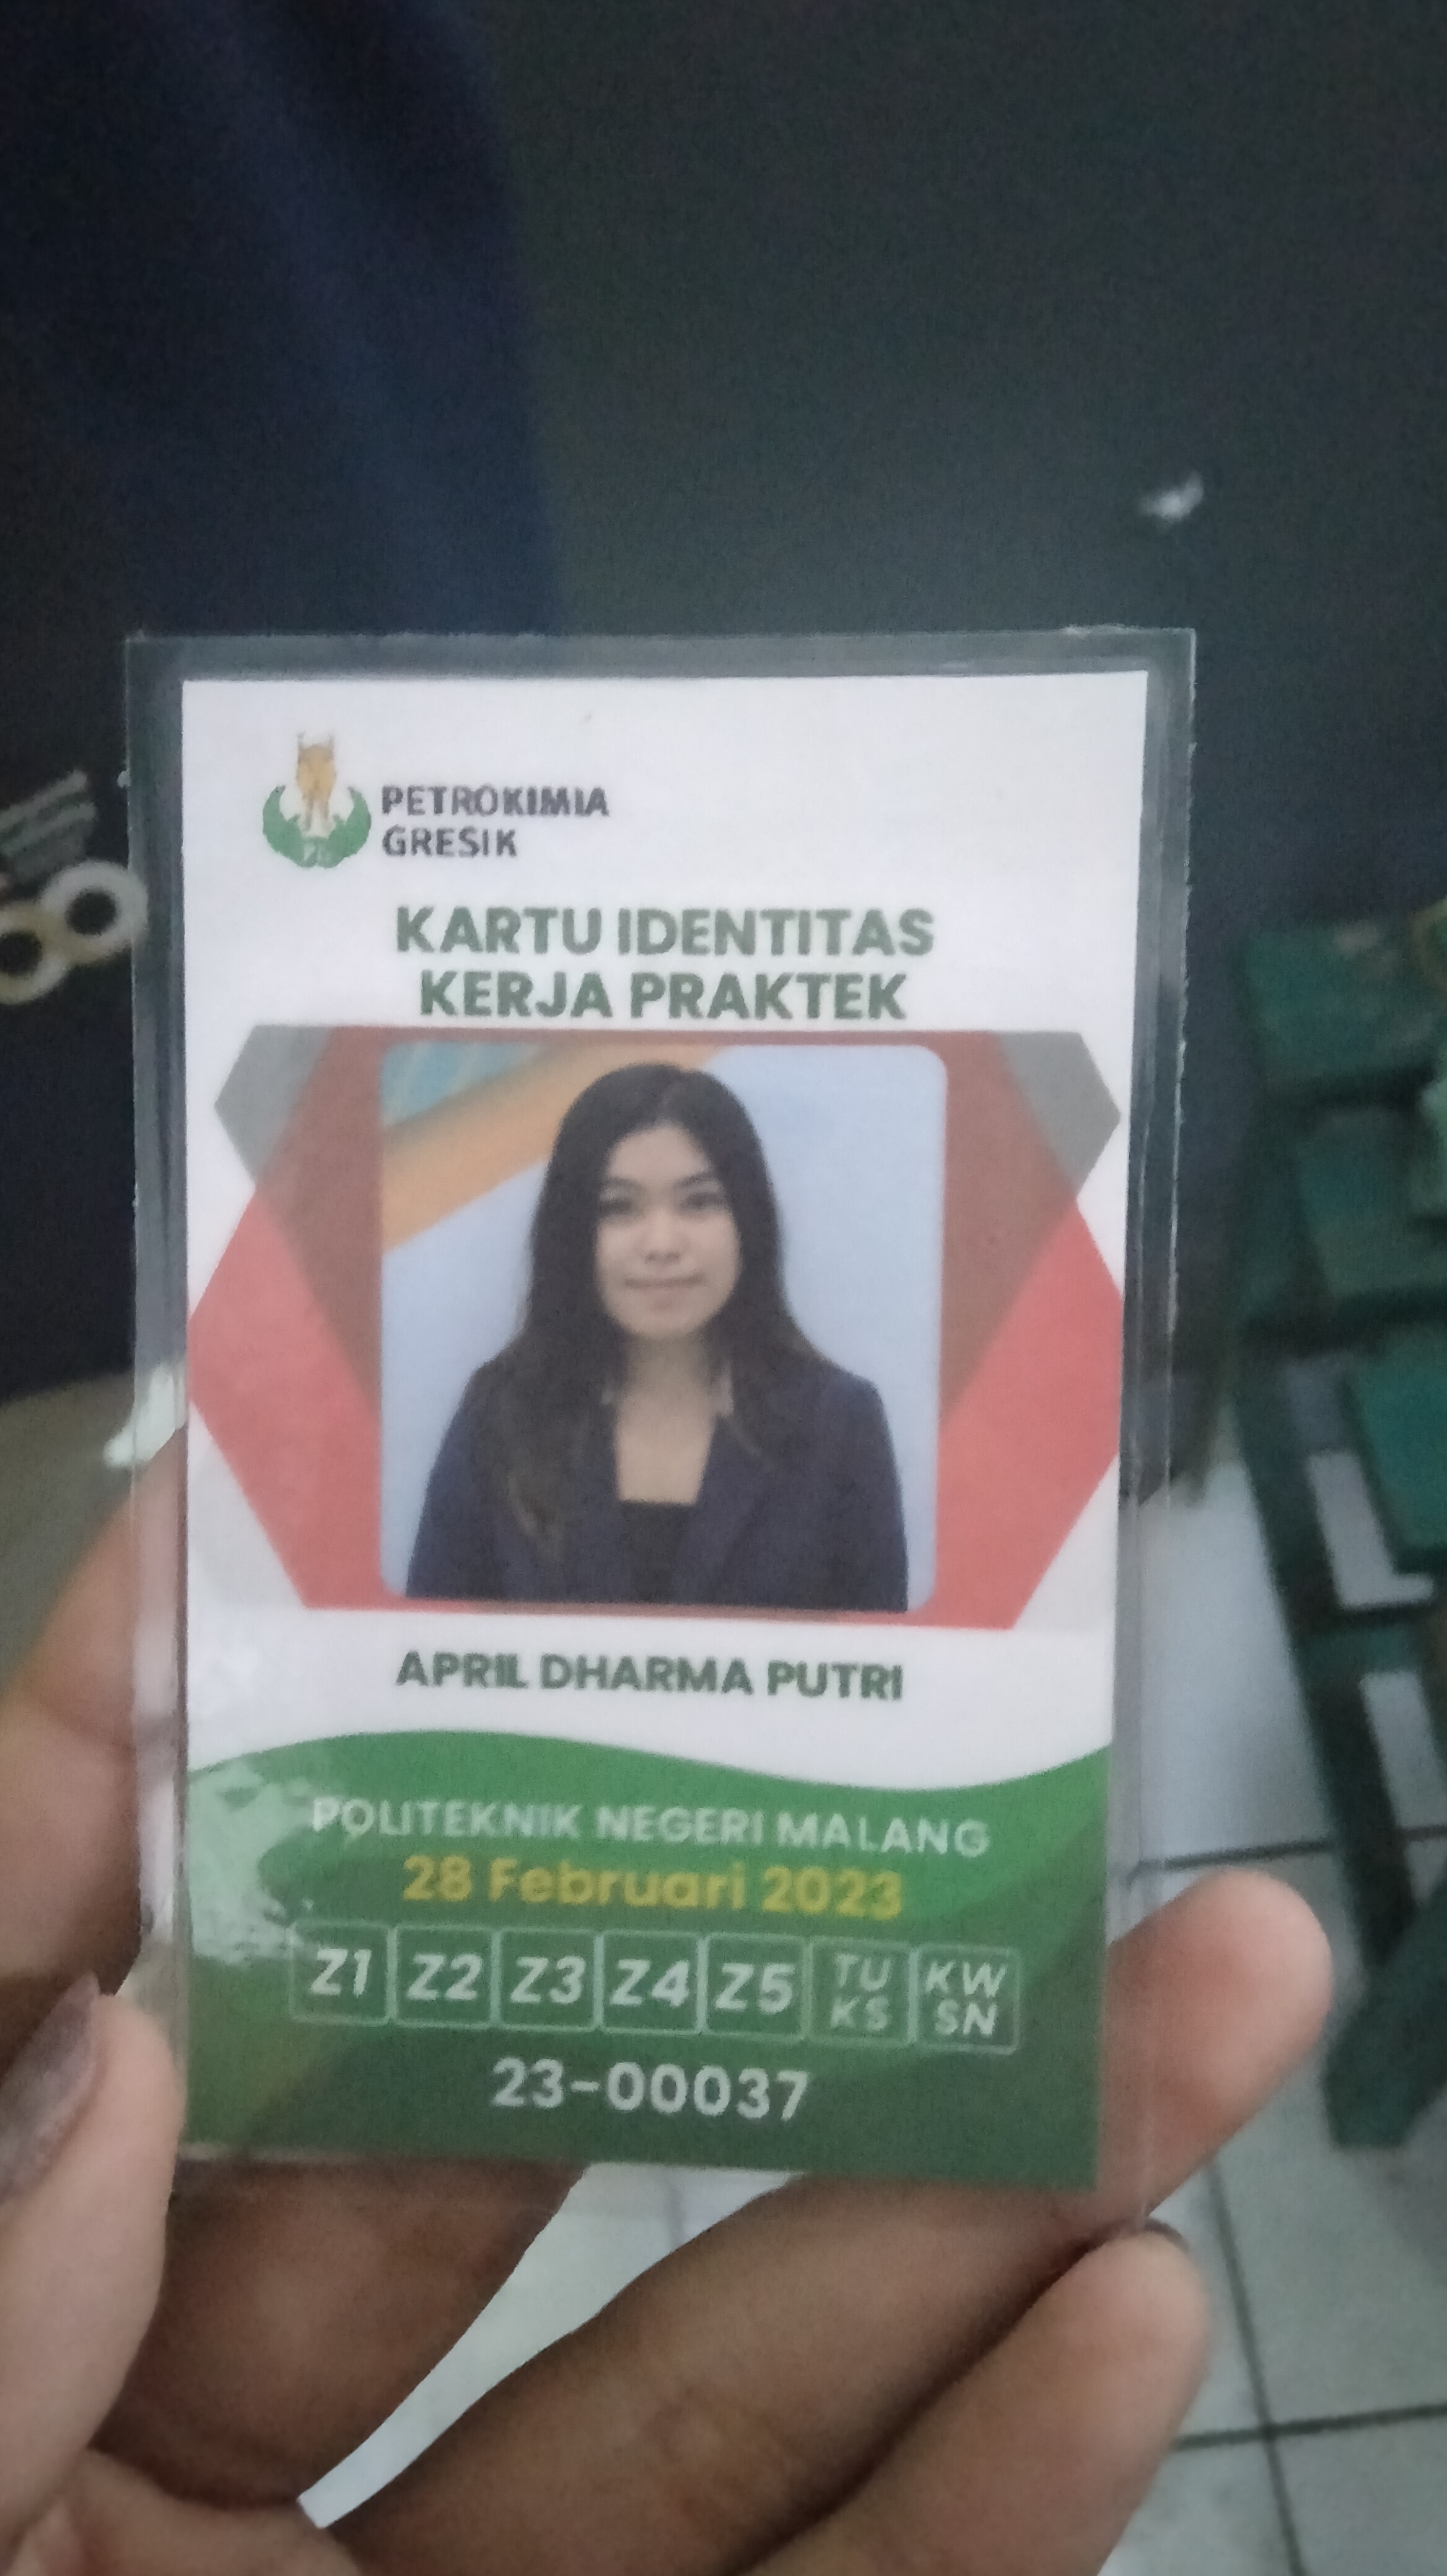 PETROKIMIA
GRESIK
KARTU IDENTITAS
KERJA PRAKTEK
APRIL DHARMA PUTRI
POLITEKNIK NEGERI MALANG
28 Februari 2023
Z1 Z2 Z3 Z4 Z5 TU KS KW SN
23-00037